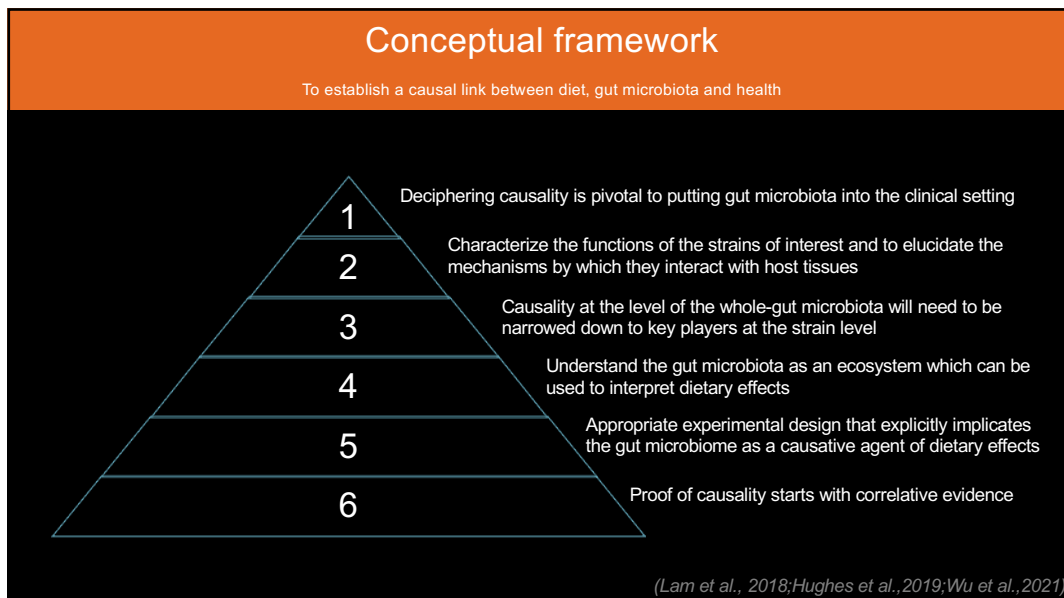 Conceptual framework
To establish a causal link between diet, gut microbiota and health
1
Deciphering causality is pivotal to putting gut microbiota into the clinical setting
2
Characterize the functions of the strains of interest and to elucidate the
mechanisms by which they interact with host tissues
3
Causality at the level of the whole-gut microbiota will need to be
narrowed down to key players at the strain level
4
Understand the gut microbiota as an ecosystem which can be
used to interpret dietary effects
5
Appropriate experimental design that explicitly implicates
the gut microbiome as a causative agent of dietary effects
6
Proof of causality starts with correlative evidence
(Lam et al., 2018;Hughes et al.,2019;Wu et al.,2021)